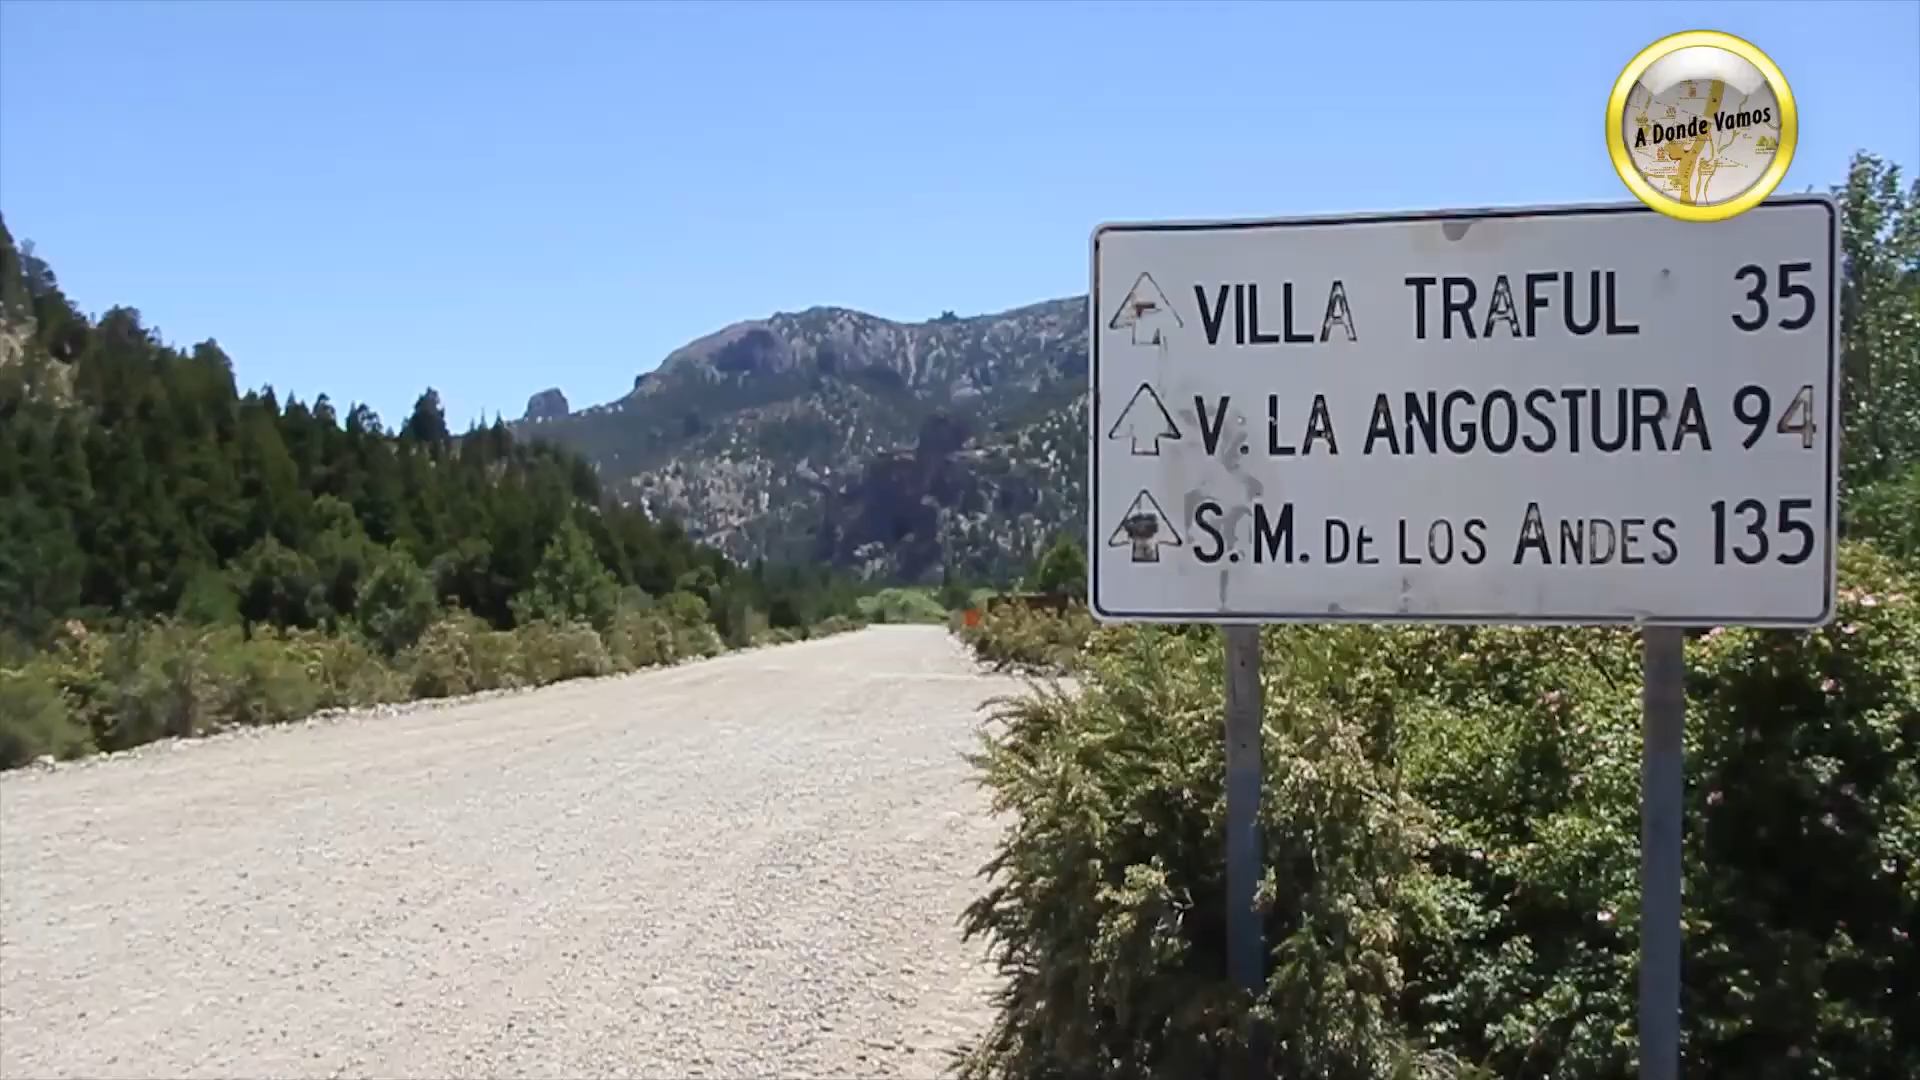 A Donde Vamos
VILLA TRAFUL 35
V. LA ANGOSTURA 94
S. M. DE LOS ANDES 135